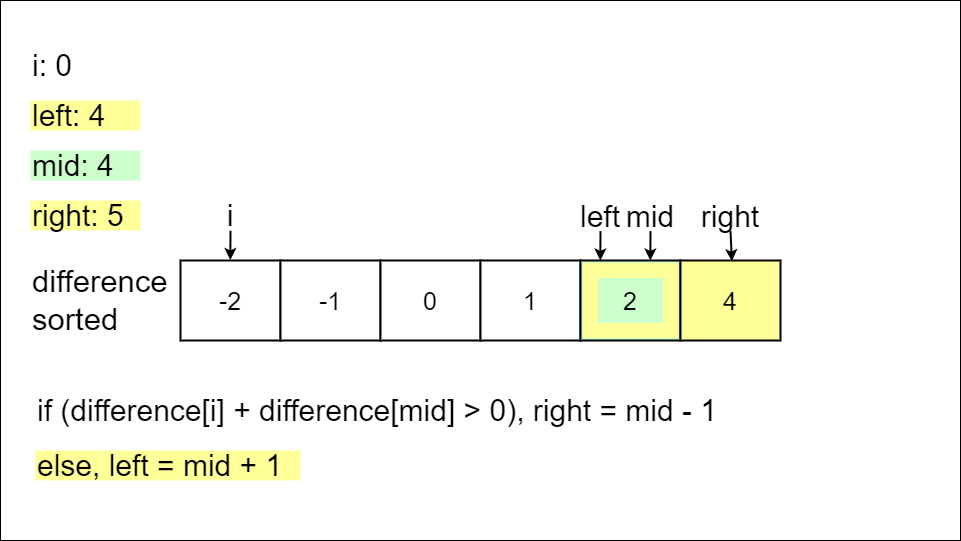 i: 0
left: 4
mid: 4
right: 5
i
left mid right
difference
sorted
-2 -1 0 1 2 4
if (difference[i] + difference[mid] > 0), right = mid - 1
else, left = mid + 1